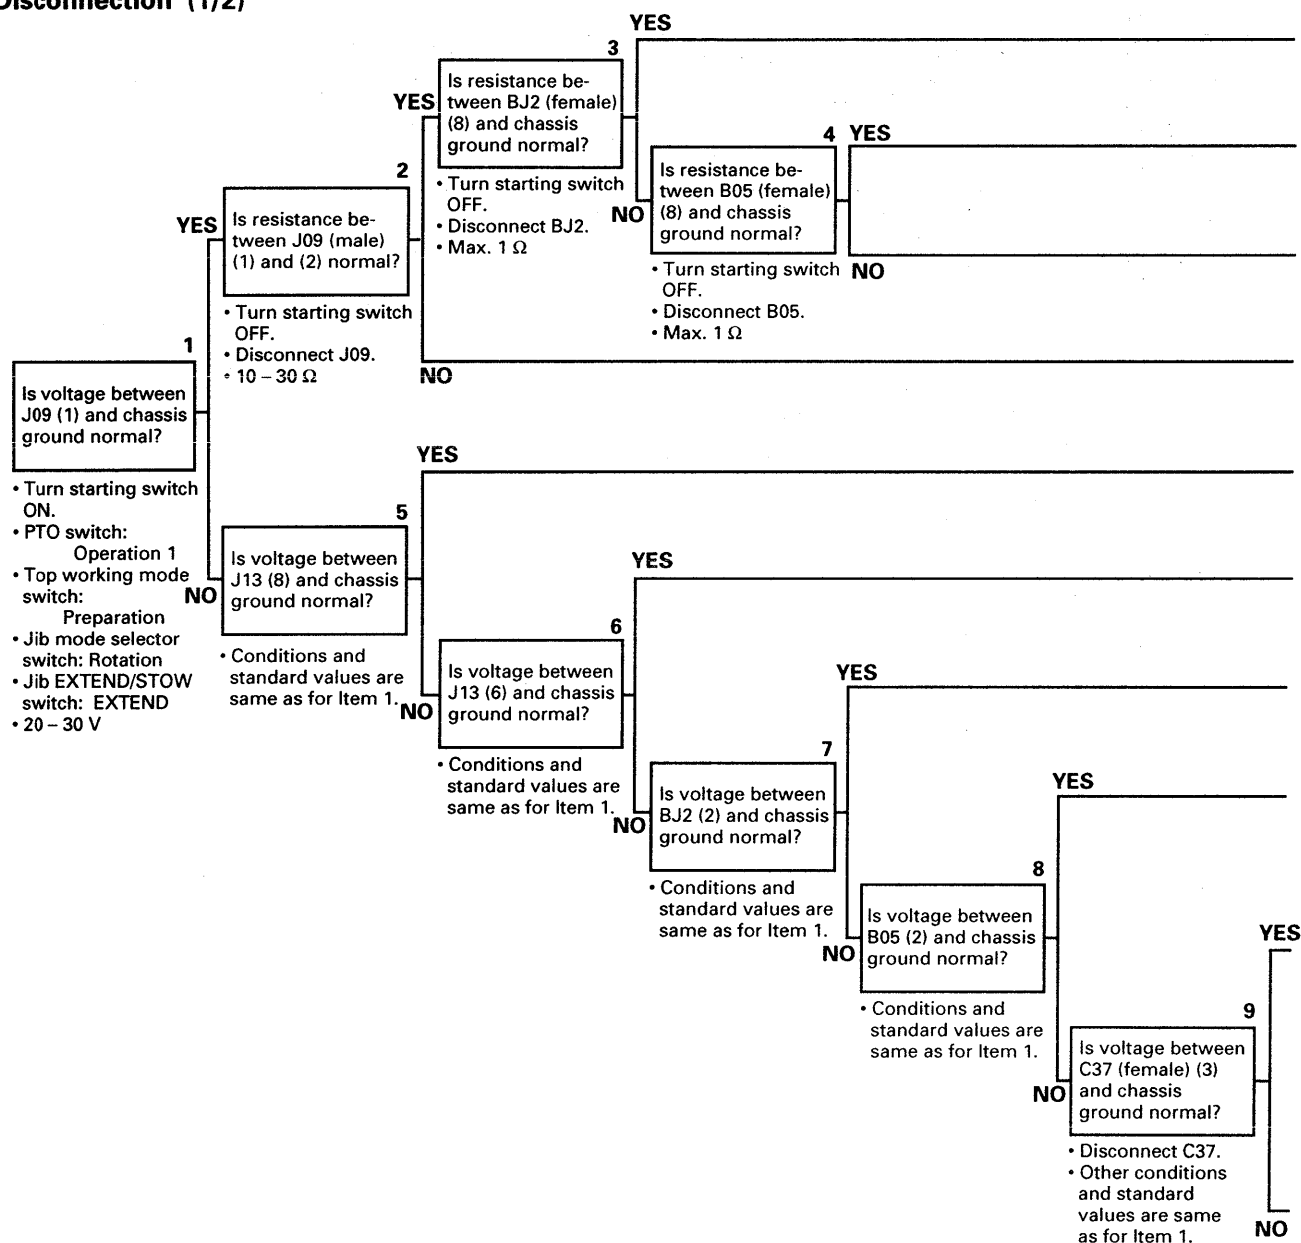 Disconnection (1/2)
YES
3
Is resistance be-
tween BJ2 (female)
(8) and chassis
ground normal?
YES
• Turn starting switch
OFF.
• Disconnect BJ2.
• Max. 1 Ω
NO
4
YES
Is resistance be-
tween B05 (female)
(8) and chassis
ground normal?
• Turn starting switch
OFF.
• Disconnect B05.
• Max. 1 Ω
NO
2
YES
Is resistance be-
tween J09 (male)
(1) and (2) normal?
• Turn starting switch
OFF.
• Disconnect J09.
• 10 – 30 Ω
NO
1
Is voltage between
J09 (1) and chassis
ground normal?
• Turn starting switch
ON.
• PTO switch:
Operation 1
• Top working mode
switch:
Preparation
• Jib mode selector
switch: Rotation
• Jib EXTEND/STOW
switch: EXTEND
• 20 – 30 V
NO
YES
5
Is voltage between
J13 (8) and chassis
ground normal?
• Conditions and
standard values are
same as for Item 1.
NO
YES
6
Is voltage between
J13 (6) and chassis
ground normal?
• Conditions and
standard values are
same as for Item 1.
NO
YES
7
Is voltage between
BJ2 (2) and chassis
ground normal?
• Conditions and
standard values are
same as for Item 1.
NO
YES
8
Is voltage between
B05 (2) and chassis
ground normal?
• Conditions and
standard values are
same as for Item 1.
NO
YES
9
Is voltage between
C37 (female) (3)
and chassis
ground normal?
• Disconnect C37.
• Other conditions
and standard
values are same
as for Item 1.
NO